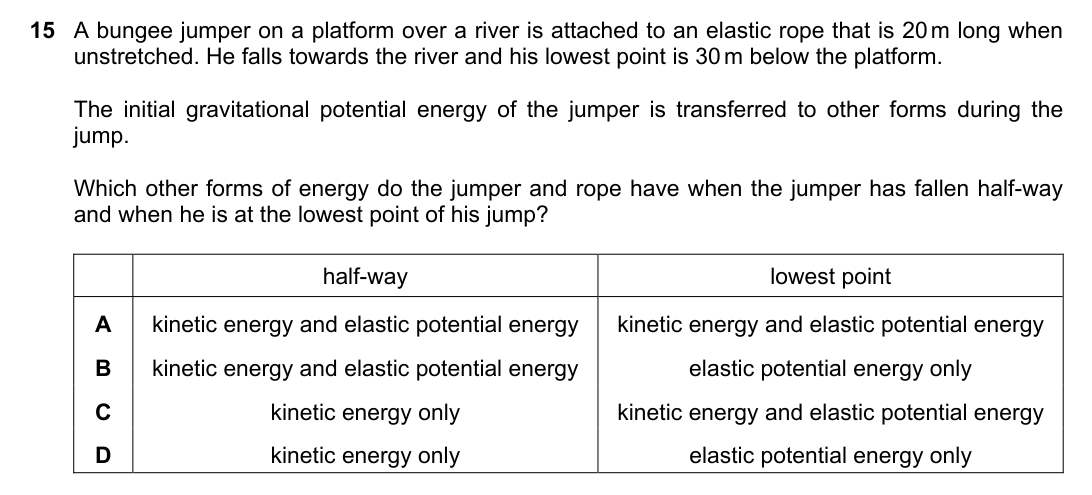 15 A bungee jumper on a platform over a river is attached to an elastic rope that is 20 m long when
unstretched. He falls towards the river and his lowest point is 30 m below the platform.
The initial gravitational potential energy of the jumper is transferred to other forms during the
jump.
Which other forms of energy do the jumper and rope have when the jumper has fallen half-way
and when he is at the lowest point of his jump?
half-way lowest point
A kinetic energy and elastic potential energy kinetic energy and elastic potential energy
B kinetic energy and elastic potential energy elastic potential energy only
C kinetic energy only kinetic energy and elastic potential energy
D kinetic energy only elastic potential energy only